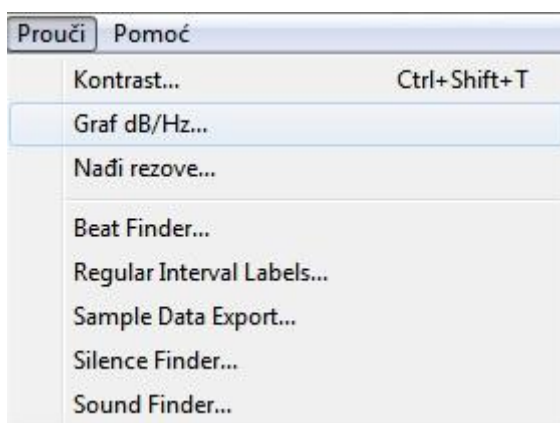 Prouči Pomoć
Kontrast... Ctrl+Shift+T
Graf dB/Hz...
Nađi rezove...
Beat Finder...
Regular Interval Labels...
Sample Data Export...
Silence Finder...
Sound Finder...